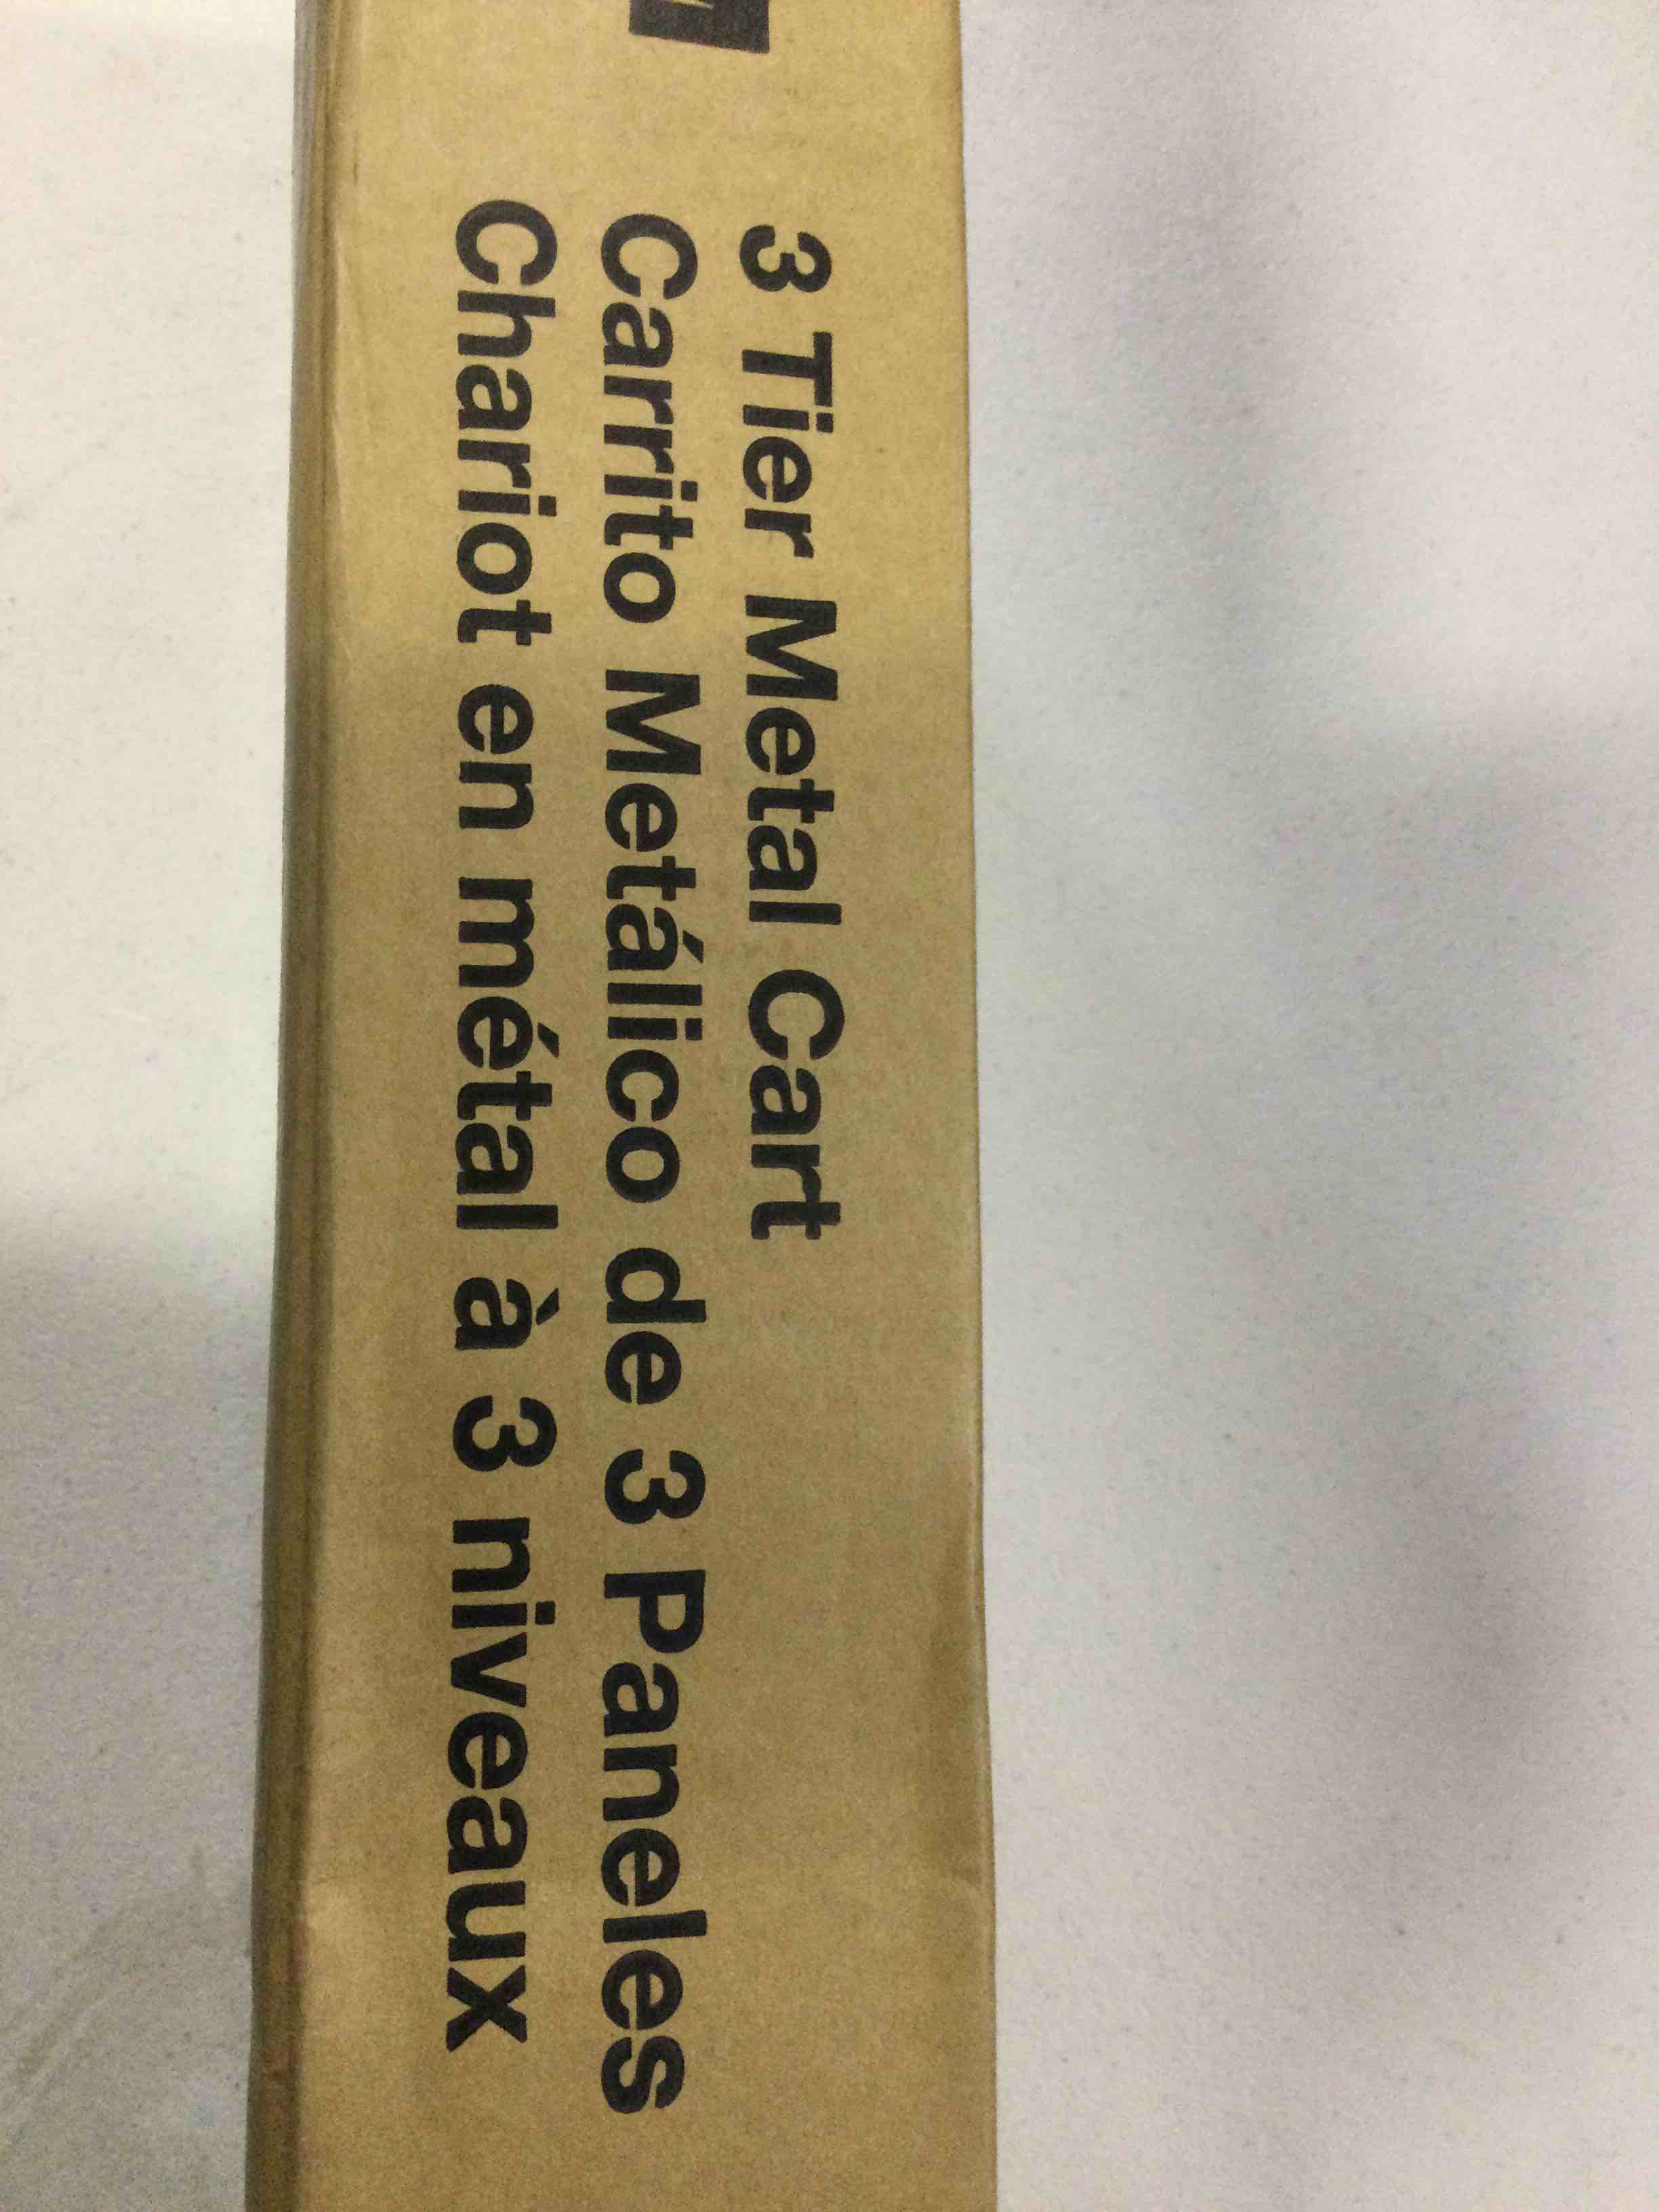 3 Tier Metal Cart
Carrito Metálico de 3 Paneles
Chariot en métal à 3 niveaux